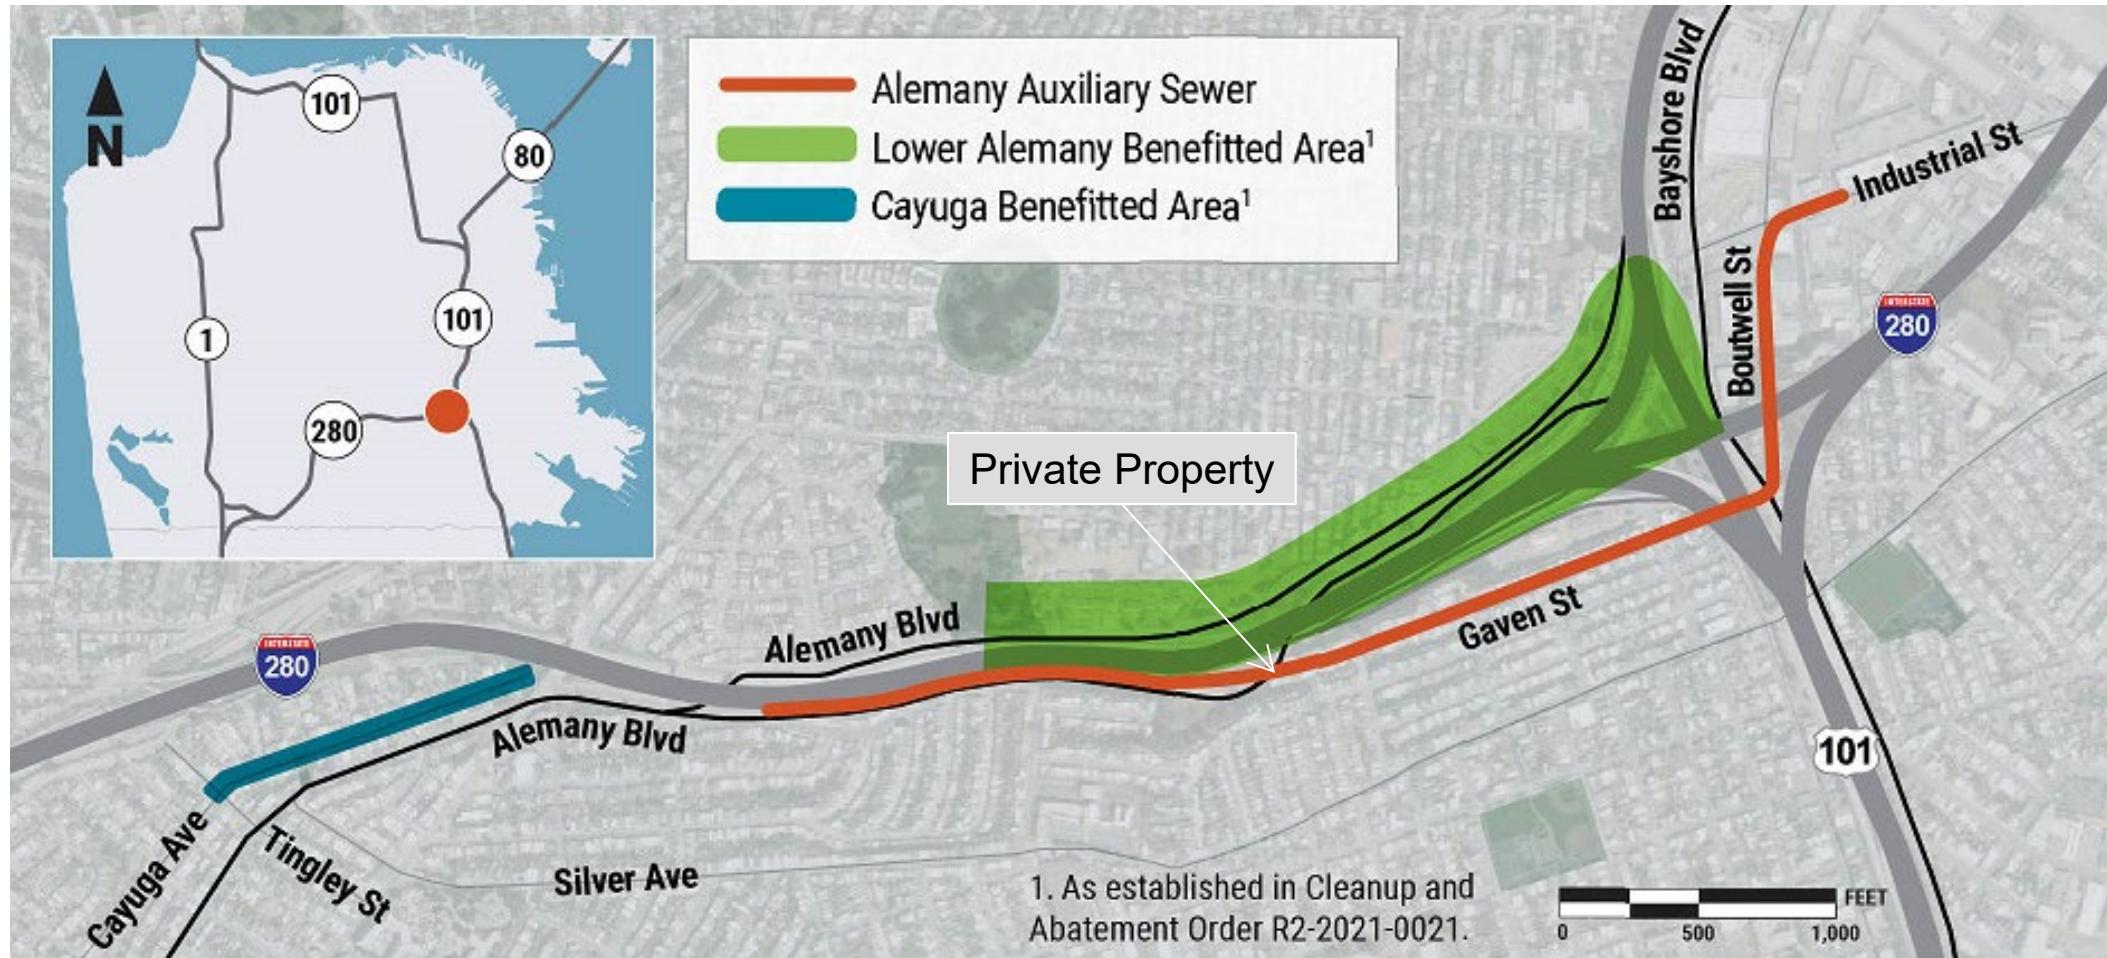 N
101
80
1
101
280
Alemany Auxiliary Sewer
Lower Alemany Benefitted Area¹
Cayuga Benefitted Area¹
Bayshore Blvd
Industrial St
Boutwell St
INTERSTATE
280
Private Property
Gaven St
Alemany Blvd
INTERSTATE
280
Alemany Blvd
101
Cayuga Ave
Tingley St
Silver Ave
1. As established in Cleanup and
Abatement Order R2-2021-0021.
FEET
0 500 1,000